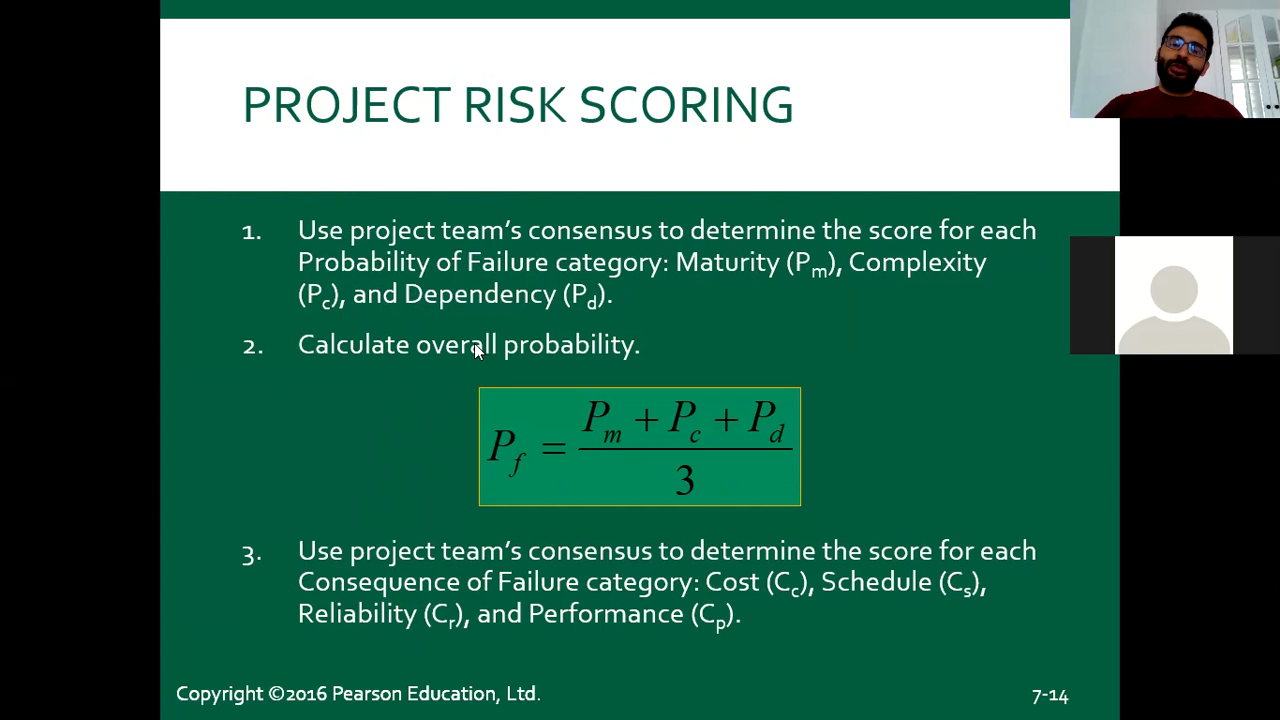 PROJECT RISK SCORING
1. Use project team's consensus to determine the score for each
Probability of Failure category: Maturity (Pm), Complexity
(Pc), and Dependency (Pd).
2. Calculate overall probability.
Pf = (Pm + Pc + Pd) / 3
3. Use project team's consensus to determine the score for each
Consequence of Failure category: Cost (Cc), Schedule (Cs),
Reliability (Cr), and Performance (Cp).
Copyright ©2016 Pearson Education, Ltd.
7-14